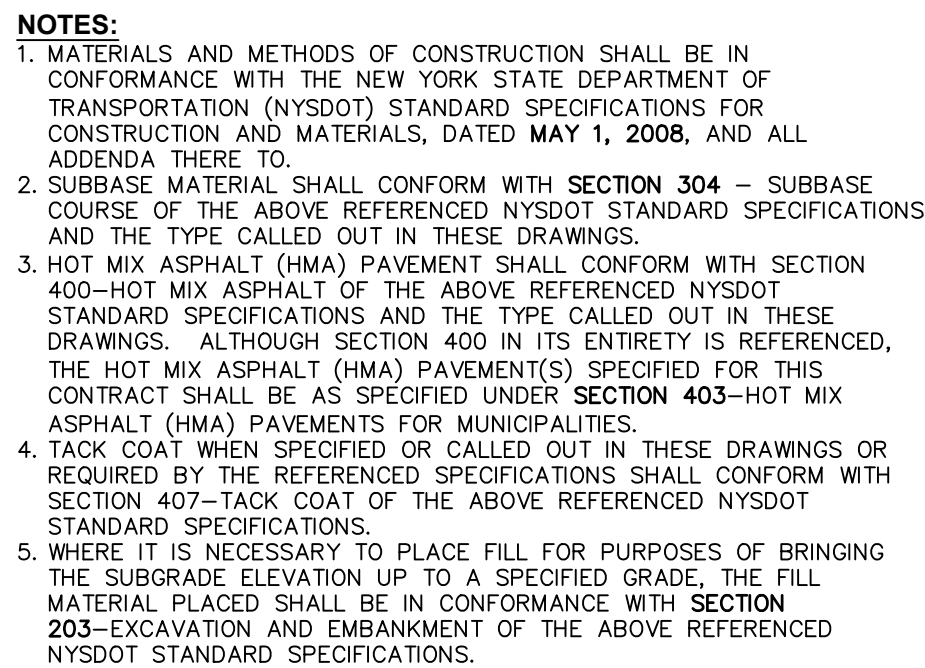 NOTES:
1. MATERIALS AND METHODS OF CONSTRUCTION SHALL BE IN
CONFORMANCE WITH THE NEW YORK STATE DEPARTMENT OF
TRANSPORTATION (NYSDOT) STANDARD SPECIFICATIONS FOR
CONSTRUCTION AND MATERIALS, DATED MAY 1, 2008, AND ALL
ADDENDA THERE TO.
2. SUBBASE MATERIAL SHALL CONFORM WITH SECTION 304 – SUBBASE
COURSE OF THE ABOVE REFERENCED NYSDOT STANDARD SPECIFICATIONS
AND THE TYPE CALLED OUT IN THESE DRAWINGS.
3. HOT MIX ASPHALT (HMA) PAVEMENT SHALL CONFORM WITH SECTION
400–HOT MIX ASPHALT OF THE ABOVE REFERENCED NYSDOT
STANDARD SPECIFICATIONS AND THE TYPE CALLED OUT IN THESE
DRAWINGS.  ALTHOUGH SECTION 400 IN ITS ENTIRETY IS REFERENCED,
THE HOT MIX ASPHALT (HMA) PAVEMENT(S) SPECIFIED FOR THIS
CONTRACT SHALL BE AS SPECIFIED UNDER SECTION 403–HOT MIX
ASPHALT (HMA) PAVEMENTS FOR MUNICIPALITIES.
4. TACK COAT WHEN SPECIFIED OR CALLED OUT IN THESE DRAWINGS OR
REQUIRED BY THE REFERENCED SPECIFICATIONS SHALL CONFORM WITH
SECTION 407–TACK COAT OF THE ABOVE REFERENCED NYSDOT
STANDARD SPECIFICATIONS.
5. WHERE IT IS NECESSARY TO PLACE FILL FOR PURPOSES OF BRINGING
THE SUBGRADE ELEVATION UP TO A SPECIFIED GRADE, THE FILL
MATERIAL PLACED SHALL BE IN CONFORMANCE WITH SECTION
203–EXCAVATION AND EMBANKMENT OF THE ABOVE REFERENCED
NYSDOT STANDARD SPECIFICATIONS.